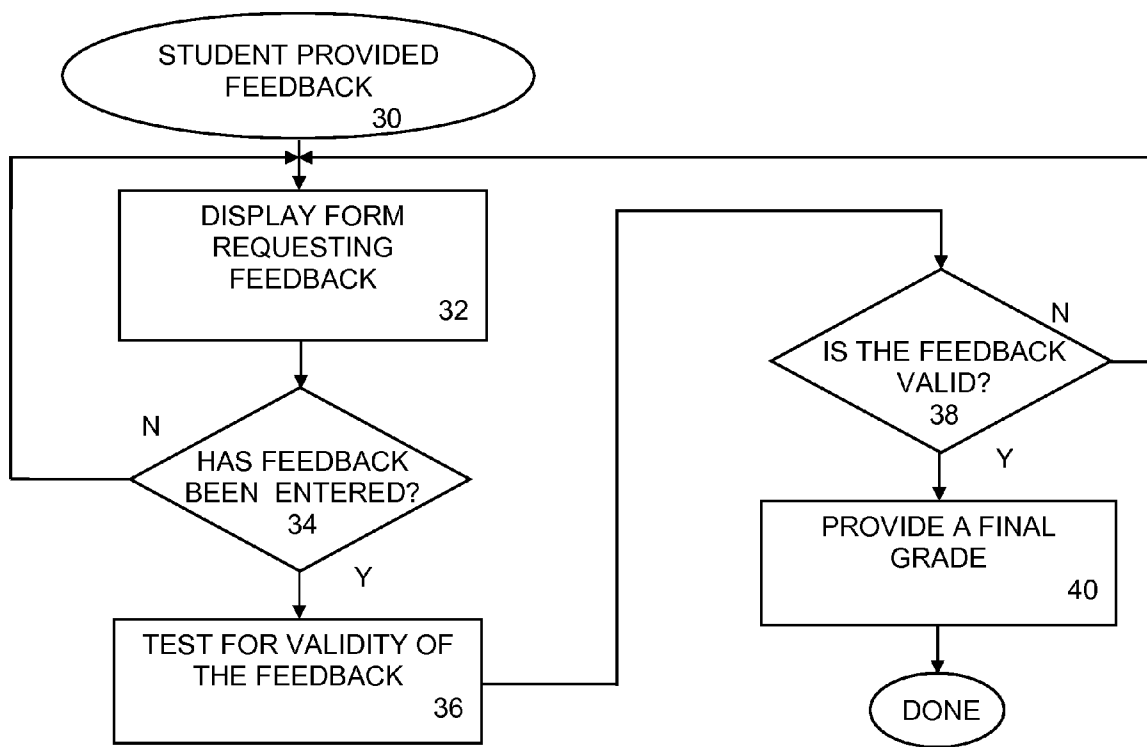 STUDENT PROVIDED
FEEDBACK
30
DISPLAY FORM
REQUESTING
FEEDBACK
32
N
HAS FEEDBACK
BEEN ENTERED?
34
Y
TEST FOR VALIDITY OF
THE FEEDBACK
36
N
IS THE FEEDBACK
VALID?
38
Y
PROVIDE A FINAL
GRADE
40
DONE